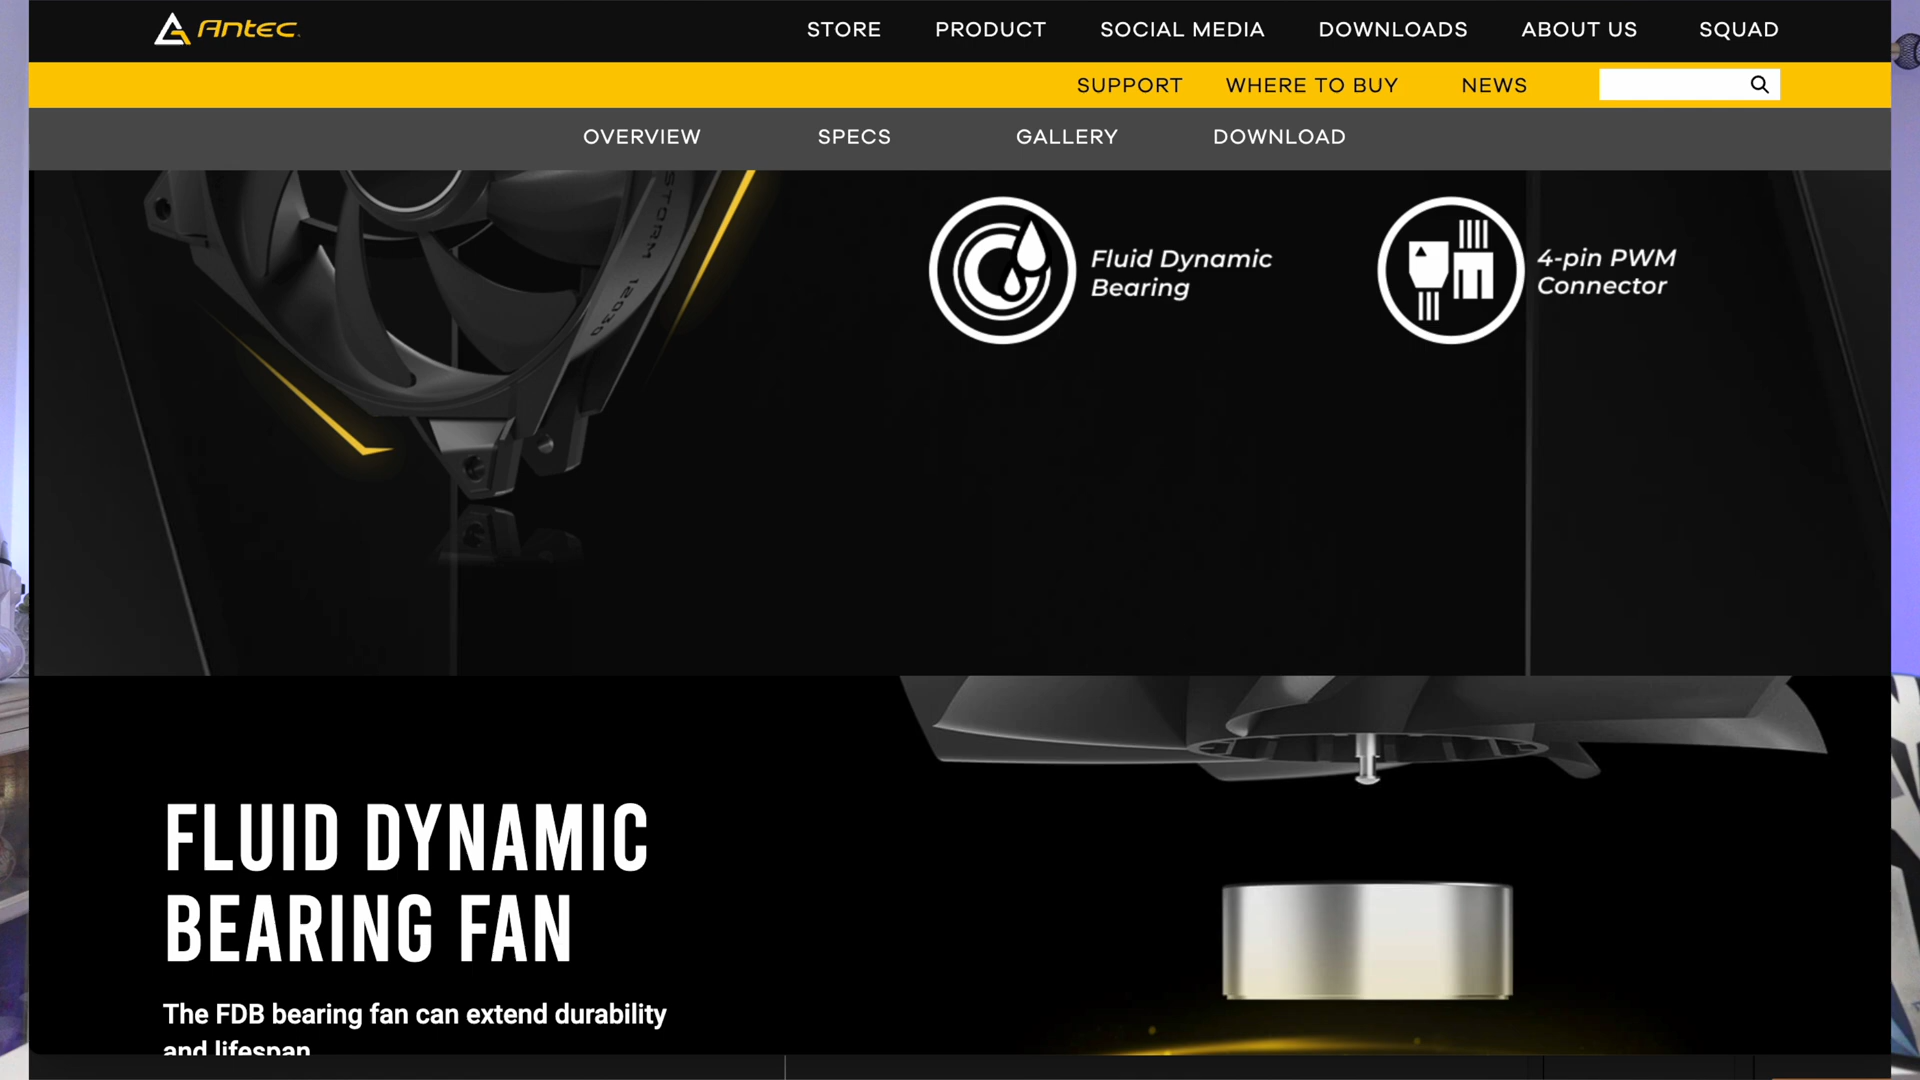 Antec
STORE PRODUCT SOCIAL MEDIA DOWNLOADS ABOUT US SQUAD
SUPPORT WHERE TO BUY NEWS
OVERVIEW SPECS GALLERY DOWNLOAD
STORM 12030
Fluid Dynamic
Bearing
4-pin PWM
Connector
FLUID DYNAMIC
BEARING FAN
The FDB bearing fan can extend durability
and lifespan